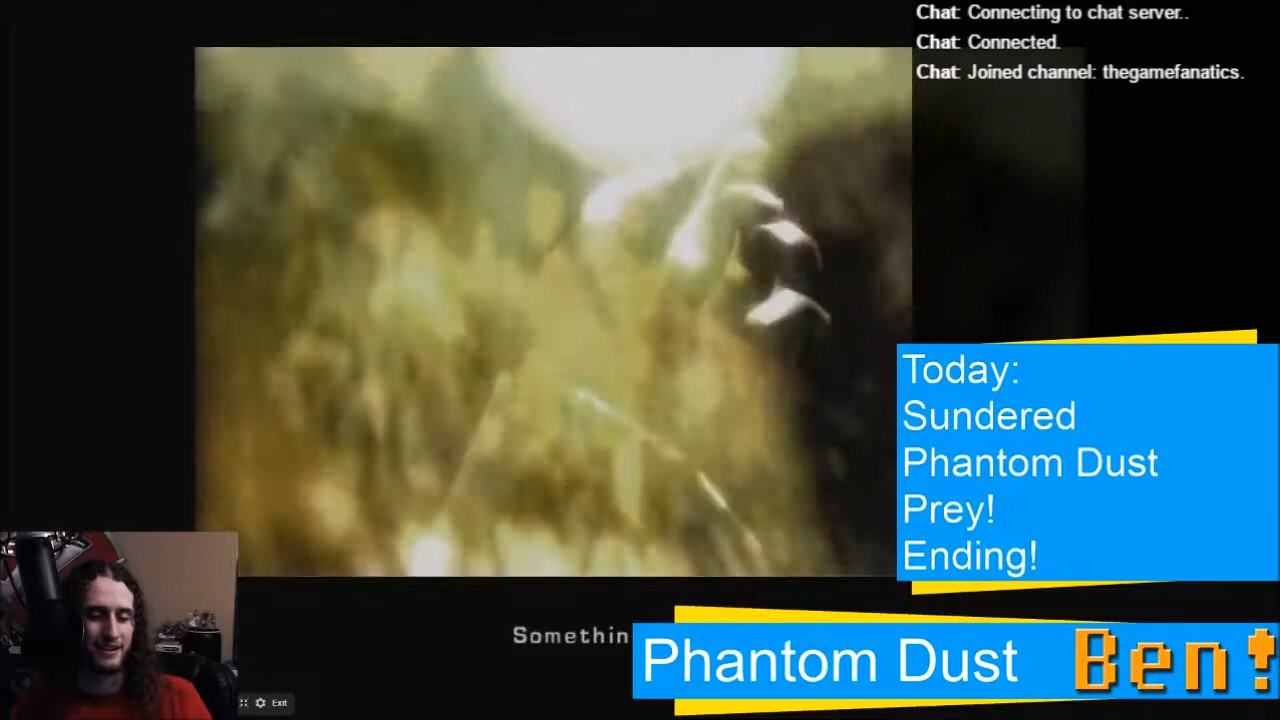 Chat: Connecting to chat server..
Chat: Connected.
Chat: Joined channel: thegamefanatics.
Today:
Sundered
Phantom Dust
Prey!
Ending!
Somethin
Phantom Dust Ben!
Exit